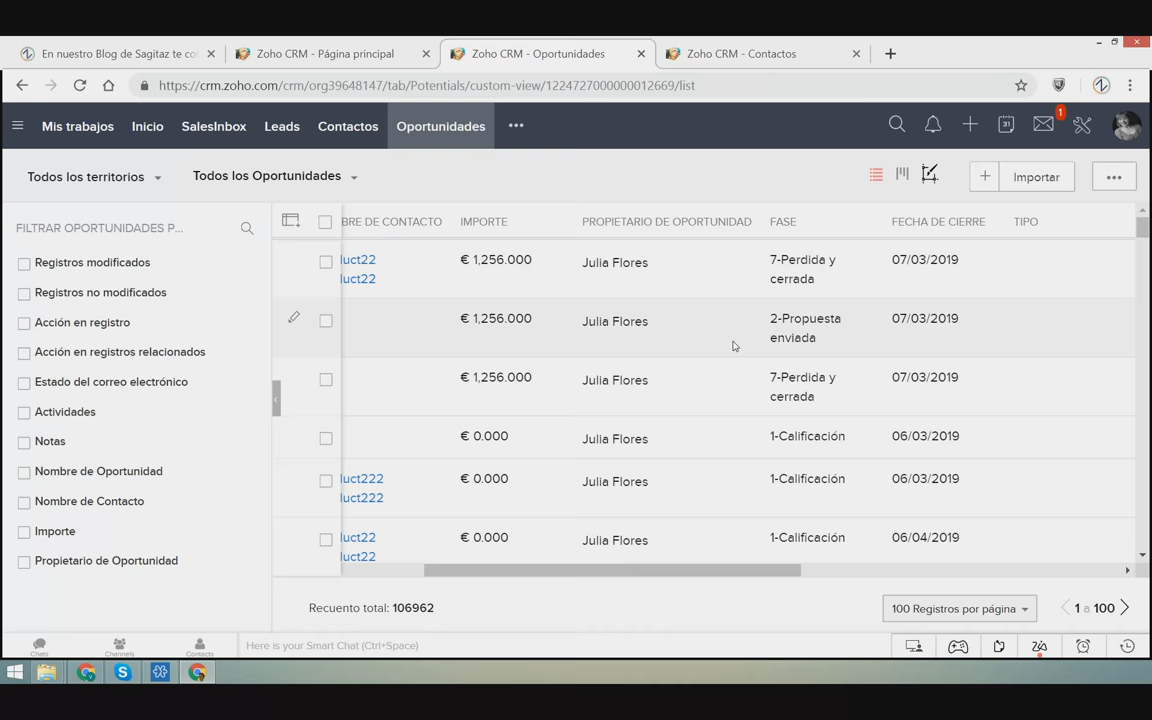 En nuestro Blog de Sagitaz te co
Zoho CRM - Página principal
Zoho CRM - Oportunidades
Zoho CRM - Contactos
https://crm.zoho.com/crm/org39648147/tab/Potentials/custom-view/1224727000000012669/list
Mis trabajos
Inicio
SalesInbox
Leads
Contactos
Oportunidades
31
1
Todos los territorios
Todos los Oportunidades
Importar
FILTRAR OPORTUNIDADES P...
Registros modificados
Registros no modificados
Acción en registro
Acción en registros relacionados
Estado del correo electrónico
Actividades
Notas
Nombre de Oportunidad
Nombre de Contacto
Importe
Propietario de Oportunidad
BRE DE CONTACTO IMPORTE PROPIETARIO DE OPORTUNIDAD FASE FECHA DE CIERRE TIPO
luct22 € 1,256.000 Julia Flores 7-Perdida y 07/03/2019
luct22 cerrada
€ 1,256.000 Julia Flores 2-Propuesta 07/03/2019
enviada
€ 1,256.000 Julia Flores 7-Perdida y 07/03/2019
cerrada
€ 0.000 Julia Flores 1-Calificación 06/03/2019
luct222 € 0.000 Julia Flores 1-Calificación 06/03/2019
luct222
luct22 € 0.000 Julia Flores 1-Calificación 06/04/2019
luct22
Recuento total: 106962
100 Registros por página
1 a 100
Chats
Channels
Contacts
Here is your Smart Chat (Ctrl+Space)